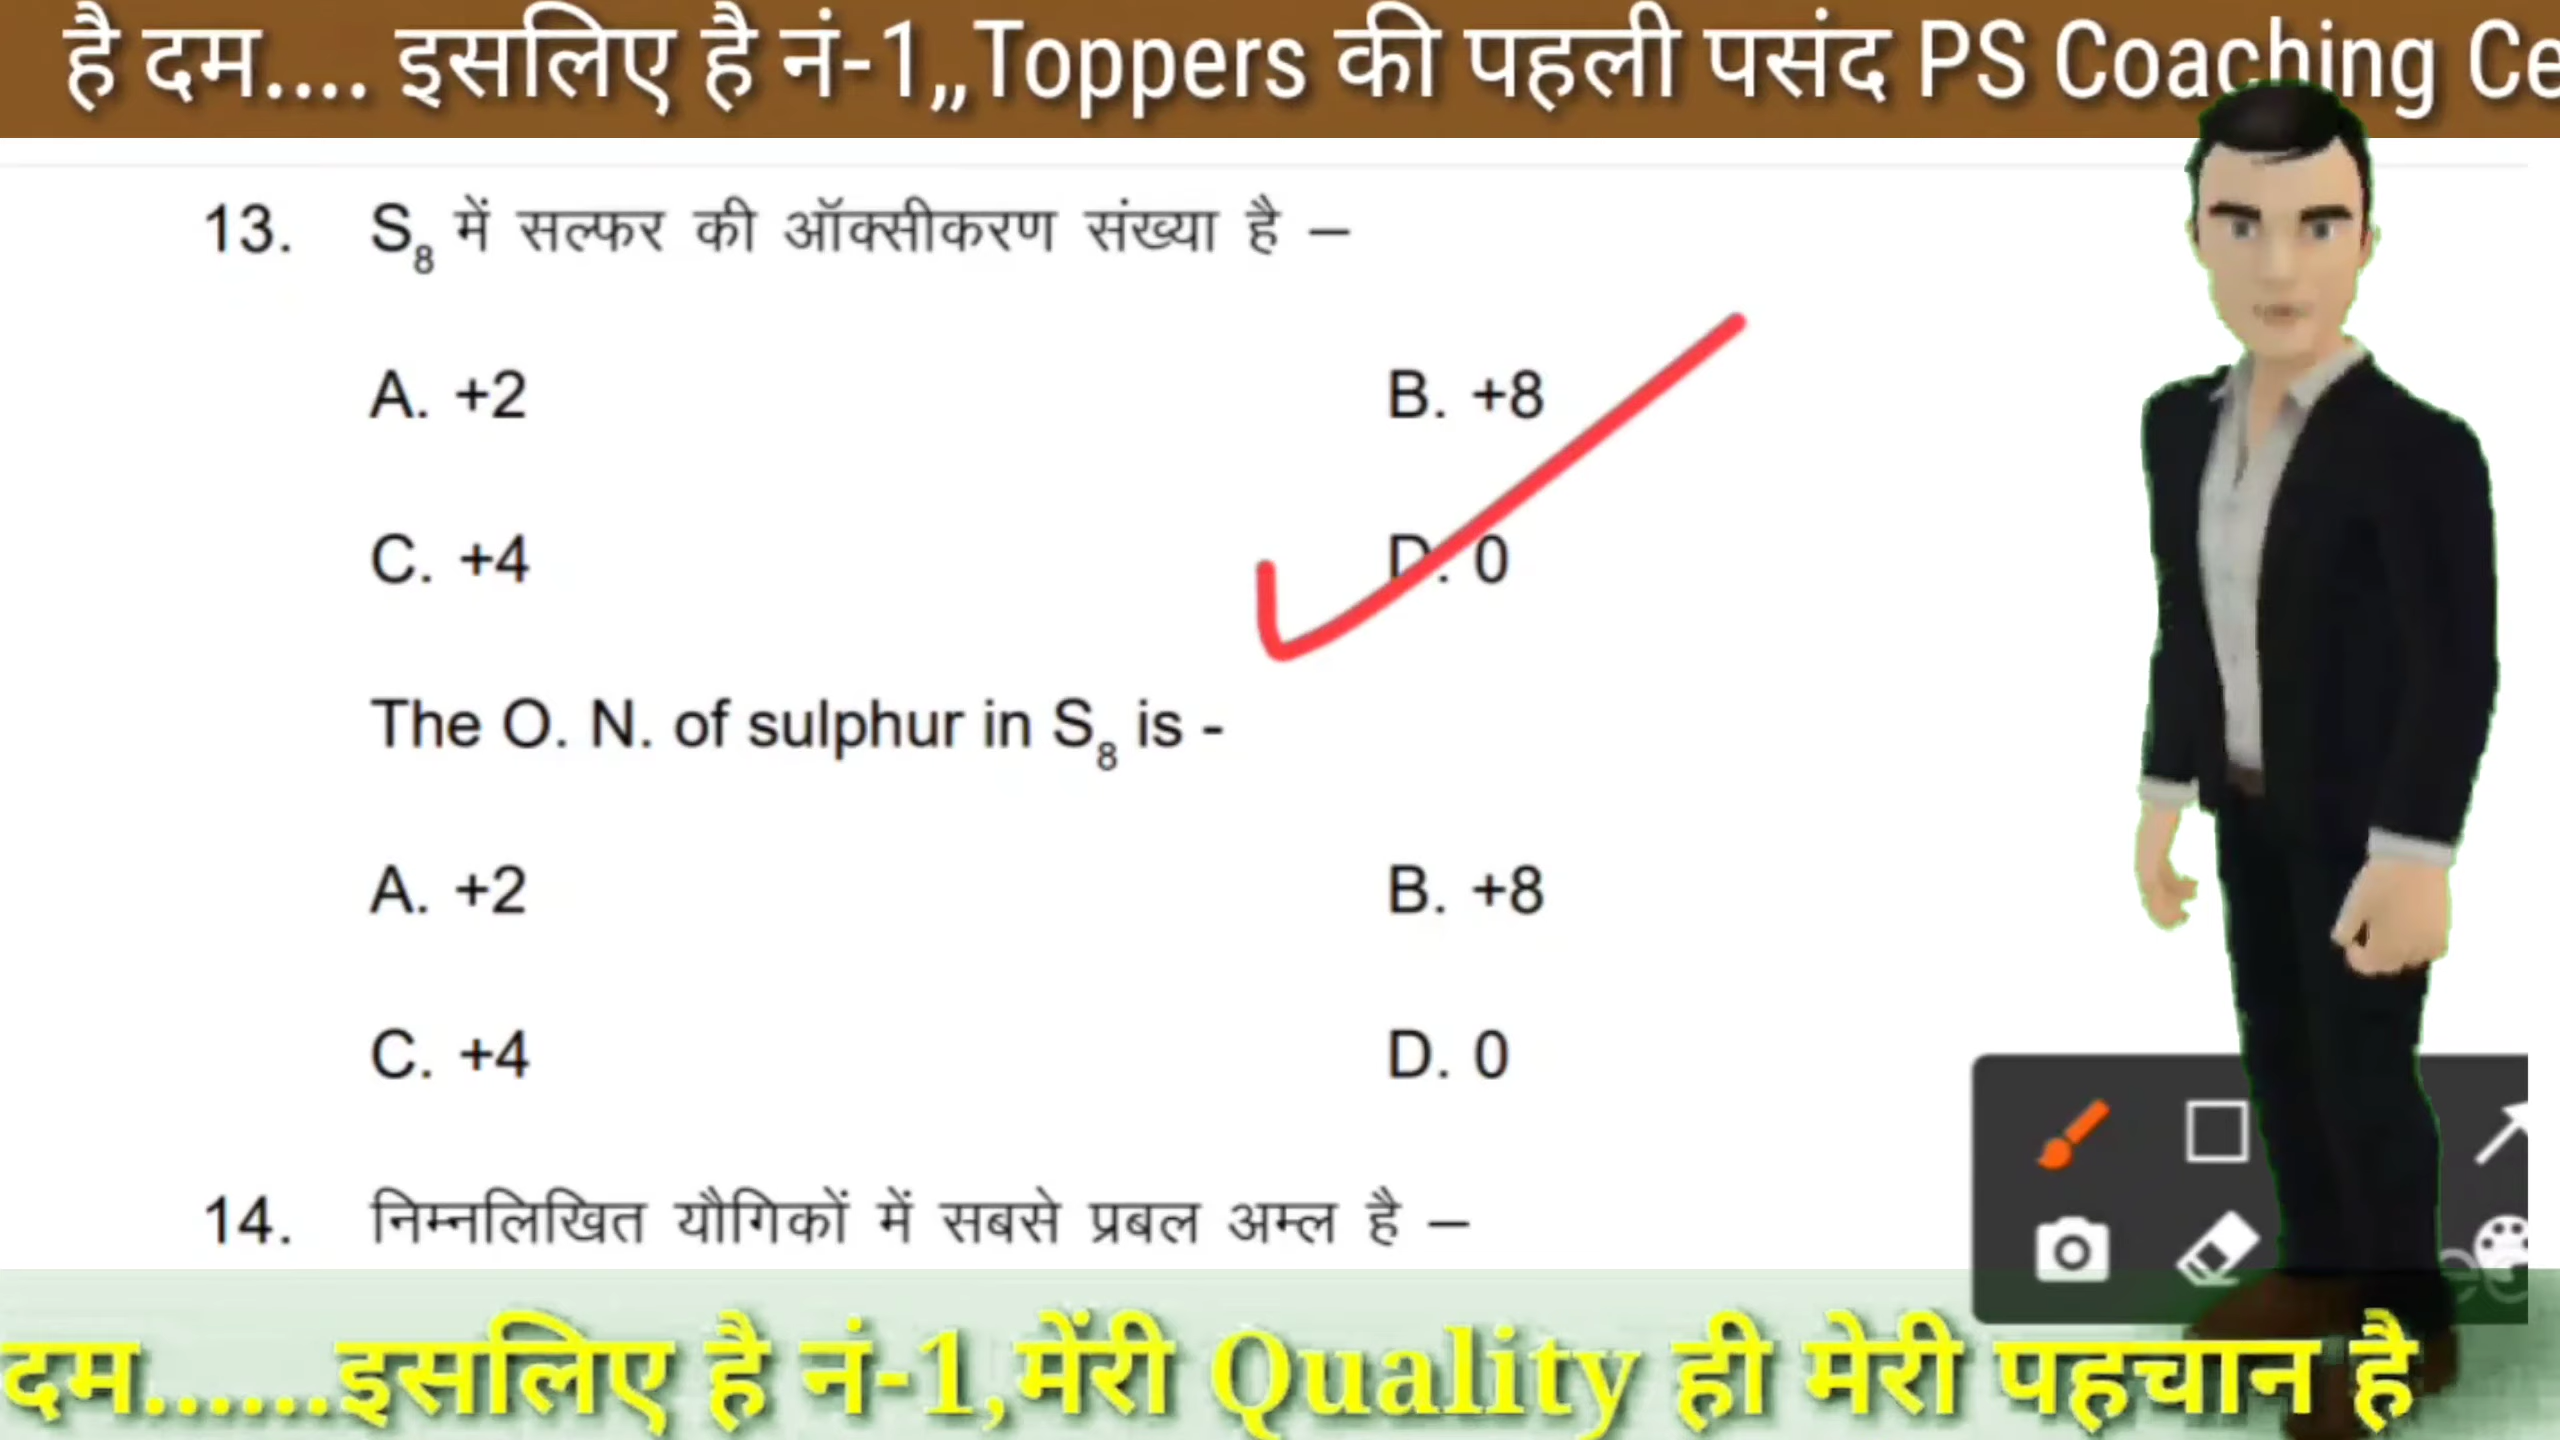 है दम.... इसलिए है नं-1,,Toppers की पहली पसंद PS Coaching Ce
13. S₈ में सल्फर की ऑक्सीकरण संख्या है –
A. +2 B. +8
C. +4 D. 0
The O. N. of sulphur in S₈ is -
A. +2 B. +8
C. +4 D. 0
14. निम्नलिखित यौगिकों में सबसे प्रबल अम्ल है –
दम......इसलिए है नं-1,मेंरी Quality ही मेरी पहचान है